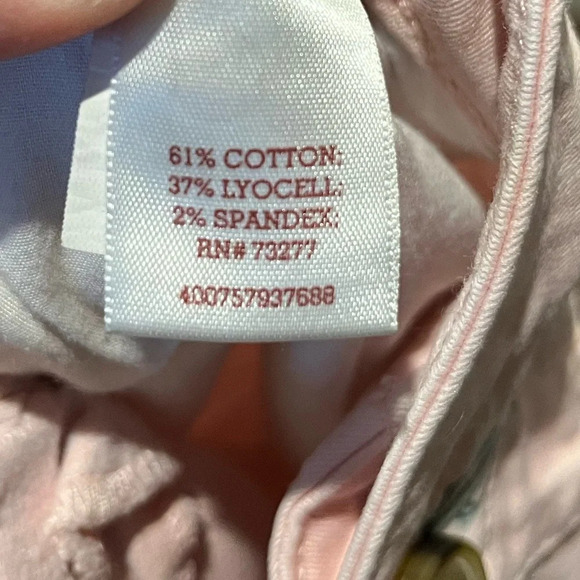 61% COTTON;
37% LYOCELL;
2% SPANDEX;
RN# 73277
400757937688